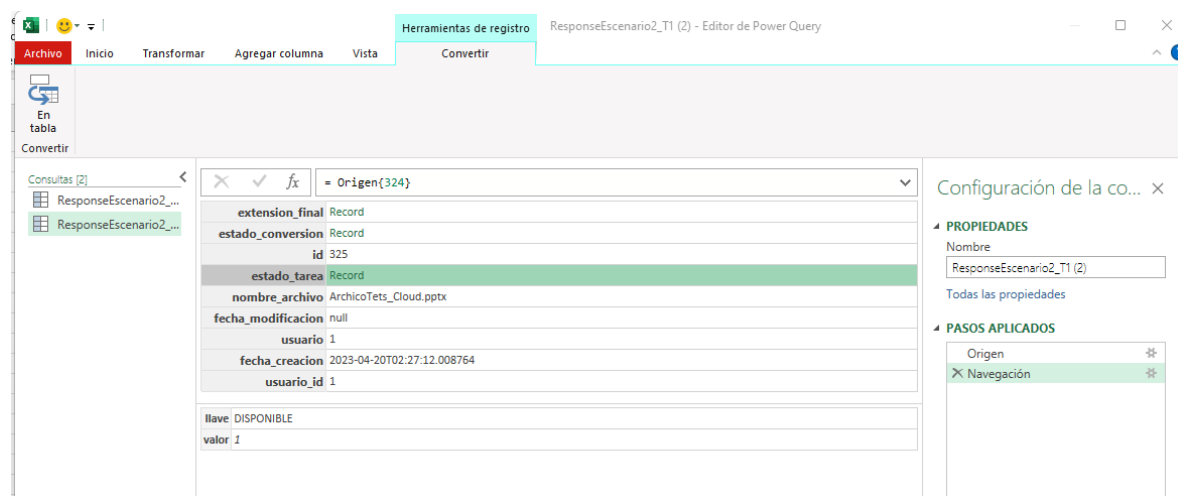 Herramientas de registro
ResponseEscenario2_T1 (2) - Editor de Power Query
Archivo Inicio Transformar Agregar columna Vista Convertir
En
tabla
Convertir
Consultas [2]
ResponseEscenario2_...
ResponseEscenario2_...
fx = Origen{324}
extension_final Record
estado_conversion Record
id 325
estado_tarea Record
nombre_archivo ArchicoTets_Cloud.pptx
fecha_modificacion null
usuario 1
fecha_creacion 2023-04-20T02:27:12.008764
usuario_id 1
llave DISPONIBLE
valor 1
Configuración de la co...
PROPIEDADES
Nombre
ResponseEscenario2_T1 (2)
Todas las propiedades
PASOS APLICADOS
Origen
Navegación